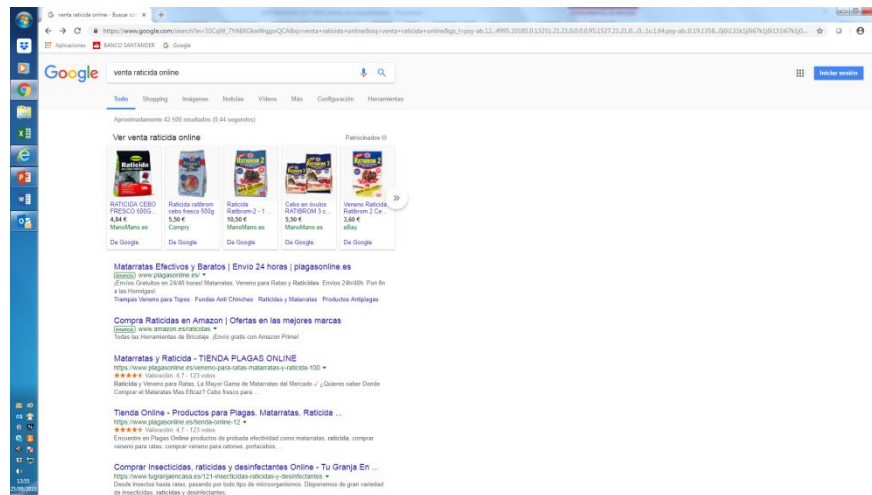 venta raticida online - Buscar co
https://www.google.com/search?
Aplicaciones BANCO SANTANDER Google
Google
venta raticida online
Iniciar sesión
Todo Shopping Imágenes Noticias Vídeos Más Configuración Herramientas
Aproximadamente 42.900 resultados (0,44 segundos)
Ver venta raticida online
Patrocinados
RATICIDA CEBO FRESCO 500G...
4,84 €
ManoMano.es
De Google
Raticida ratibrom cebo fresco 500g
5,50 €
Compry
De Google
Raticida Ratibrom-2 - 1 ...
10,50 €
ManoMano.es
De Google
Cebo en óvulos RATIBROM 3 c...
5,50 €
ManoMano.es
De Google
Veneno Raticida Ratibrom 2 Ce...
3,60 €
eBay
De Google
Matarratas Efectivos y Baratos | Envío 24 horas | plagasonline.es
Anuncio www.plagasonline.es/
¡Envíos Gratuitos en 24/48 horas! Matarratas, Veneno para Ratas y Raticidas. Envíos 24h/48h. Pon fin
a las Hormigas!
Trampas Veneno para Topos · Fundas Anti Chinches · Raticidas y Matarratas · Productos Antiplagas
Compra Raticidas en Amazon | Ofertas en las mejores marcas
Anuncio www.amazon.es/raticidas
Todas las Herramientas de Bricolaje. ¡Envío gratis con Amazon Prime!
Matarratas y Raticida - TIENDA PLAGAS ONLINE
https://www.plagasonline.es/veneno-para-ratas-matarratas-y-raticida-100
Valoración: 4,7 - 123 votos
Raticida y Veneno para Ratas, La Mayor Gama de Matarratas del Mercado ✓ ¿Quieres saber Donde
Comprar el Mataratas Mas Eficaz? Cebo fresco para ...
Tienda Online - Productos para Plagas, Matarratas, Raticida ...
https://www.plagasonline.es/tienda-online-12
Valoración: 4,7 - 123 votos
Encuentre en Plagas Online productos de probada efectividad como matarratas, raticida, comprar
veneno para ratas, comprar veneno para ratones, portacebos, ...
Comprar Insecticidas, raticidas y desinfectantes Online - Tu Granja En ...
https://www.tugranjaencasa.es/121-insecticidas-raticidas-y-desinfectantes
Desde insectos hasta ratas, pasando por todo tipo de microorganismos. Disponemos de gran variedad
de insecticidas, raticidas y desinfectantes.
13:55